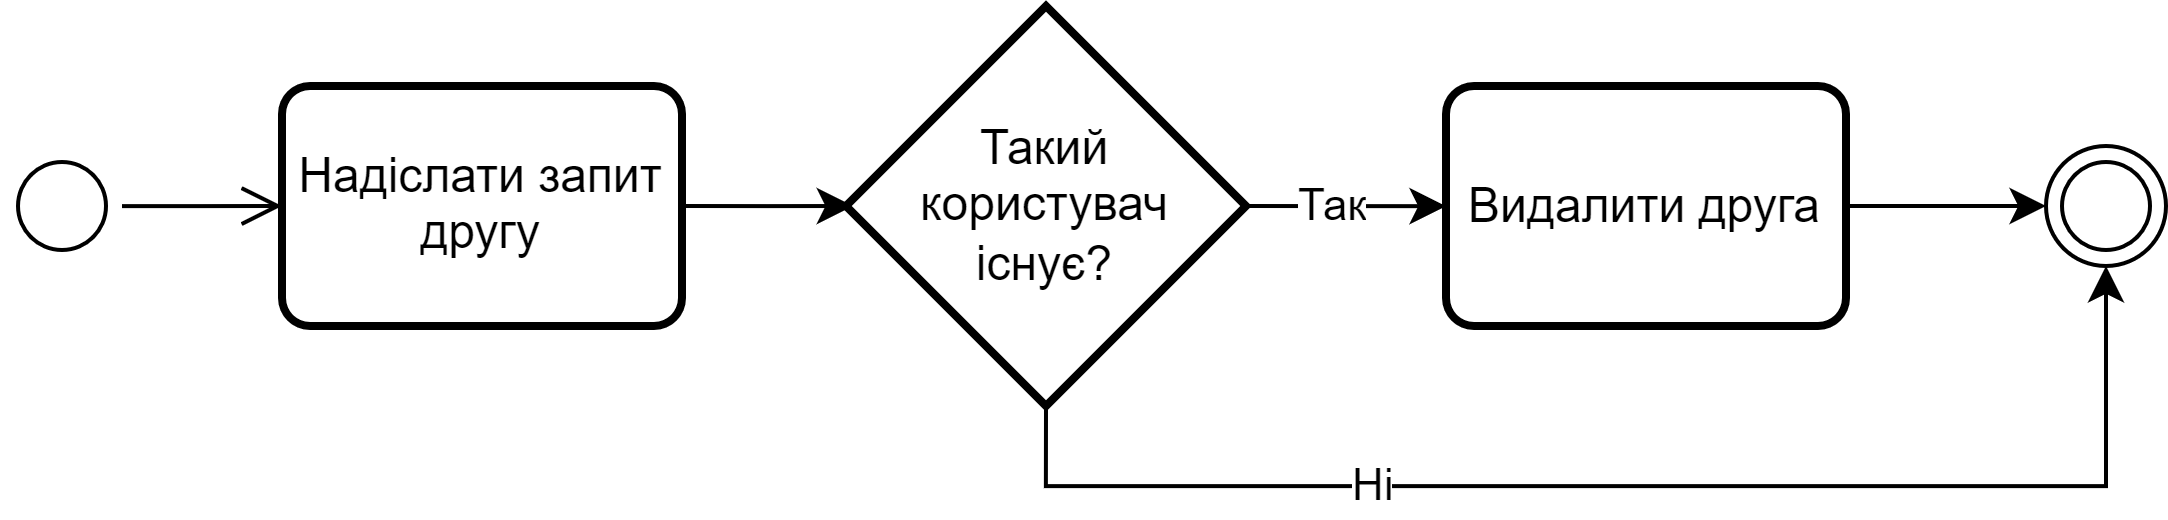 Надіслати запит
другу
Такий
користувач
існує?
Так
Видалити друга
Ні